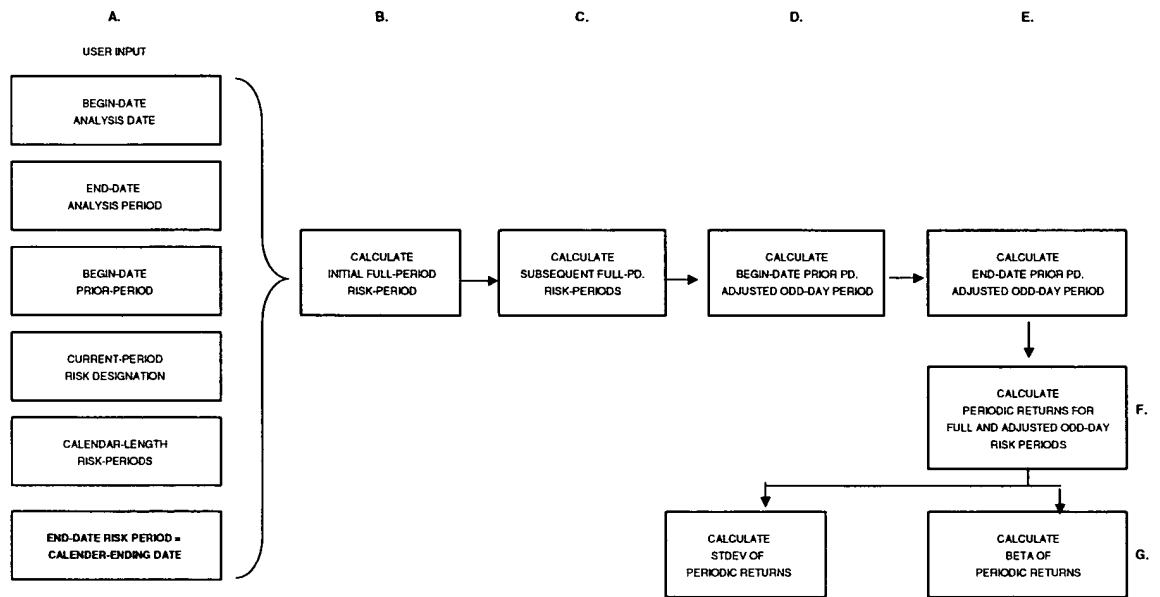 A.
B.
C.
D.
E.
USER INPUT
BEGIN-DATE
ANALYSIS DATE
END-DATE
ANALYSIS PERIOD
BEGIN-DATE
PRIOR-PERIOD
CURRENT-PERIOD
RISK DESIGNATION
CALENDAR-LENGTH
RISK-PERIODS
END-DATE RISK PERIOD =
CALENDER-ENDING DATE
CALCULATE
INITIAL FULL-PERIOD
RISK-PERIOD
CALCULATE
SUBSEQUENT FULL-PD.
RISK-PERIODS
CALCULATE
BEGIN-DATE PRIOR PD.
ADJUSTED ODD-DAY PERIOD
CALCULATE
END-DATE PRIOR PD.
ADJUSTED ODD-DAY PERIOD
CALCULATE
PERIODIC RETURNS FOR
FULL AND ADJUSTED ODD-DAY
RISK PERIODS
F.
CALCULATE
STDEV OF
PERIODIC RETURNS
CALCULATE
BETA OF
PERIODIC RETURNS
G.